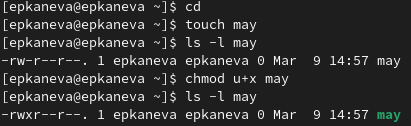 [epkaneva@epkaneva ~]$ cd
[epkaneva@epkaneva ~]$ touch may
[epkaneva@epkaneva ~]$ ls -l may
-rw-r--r--. 1 epkaneva epkaneva 0 Mar  9 14:57 may
[epkaneva@epkaneva ~]$ chmod u+x may
[epkaneva@epkaneva ~]$ ls -l may
-rwxr--r--. 1 epkaneva epkaneva 0 Mar  9 14:57 may